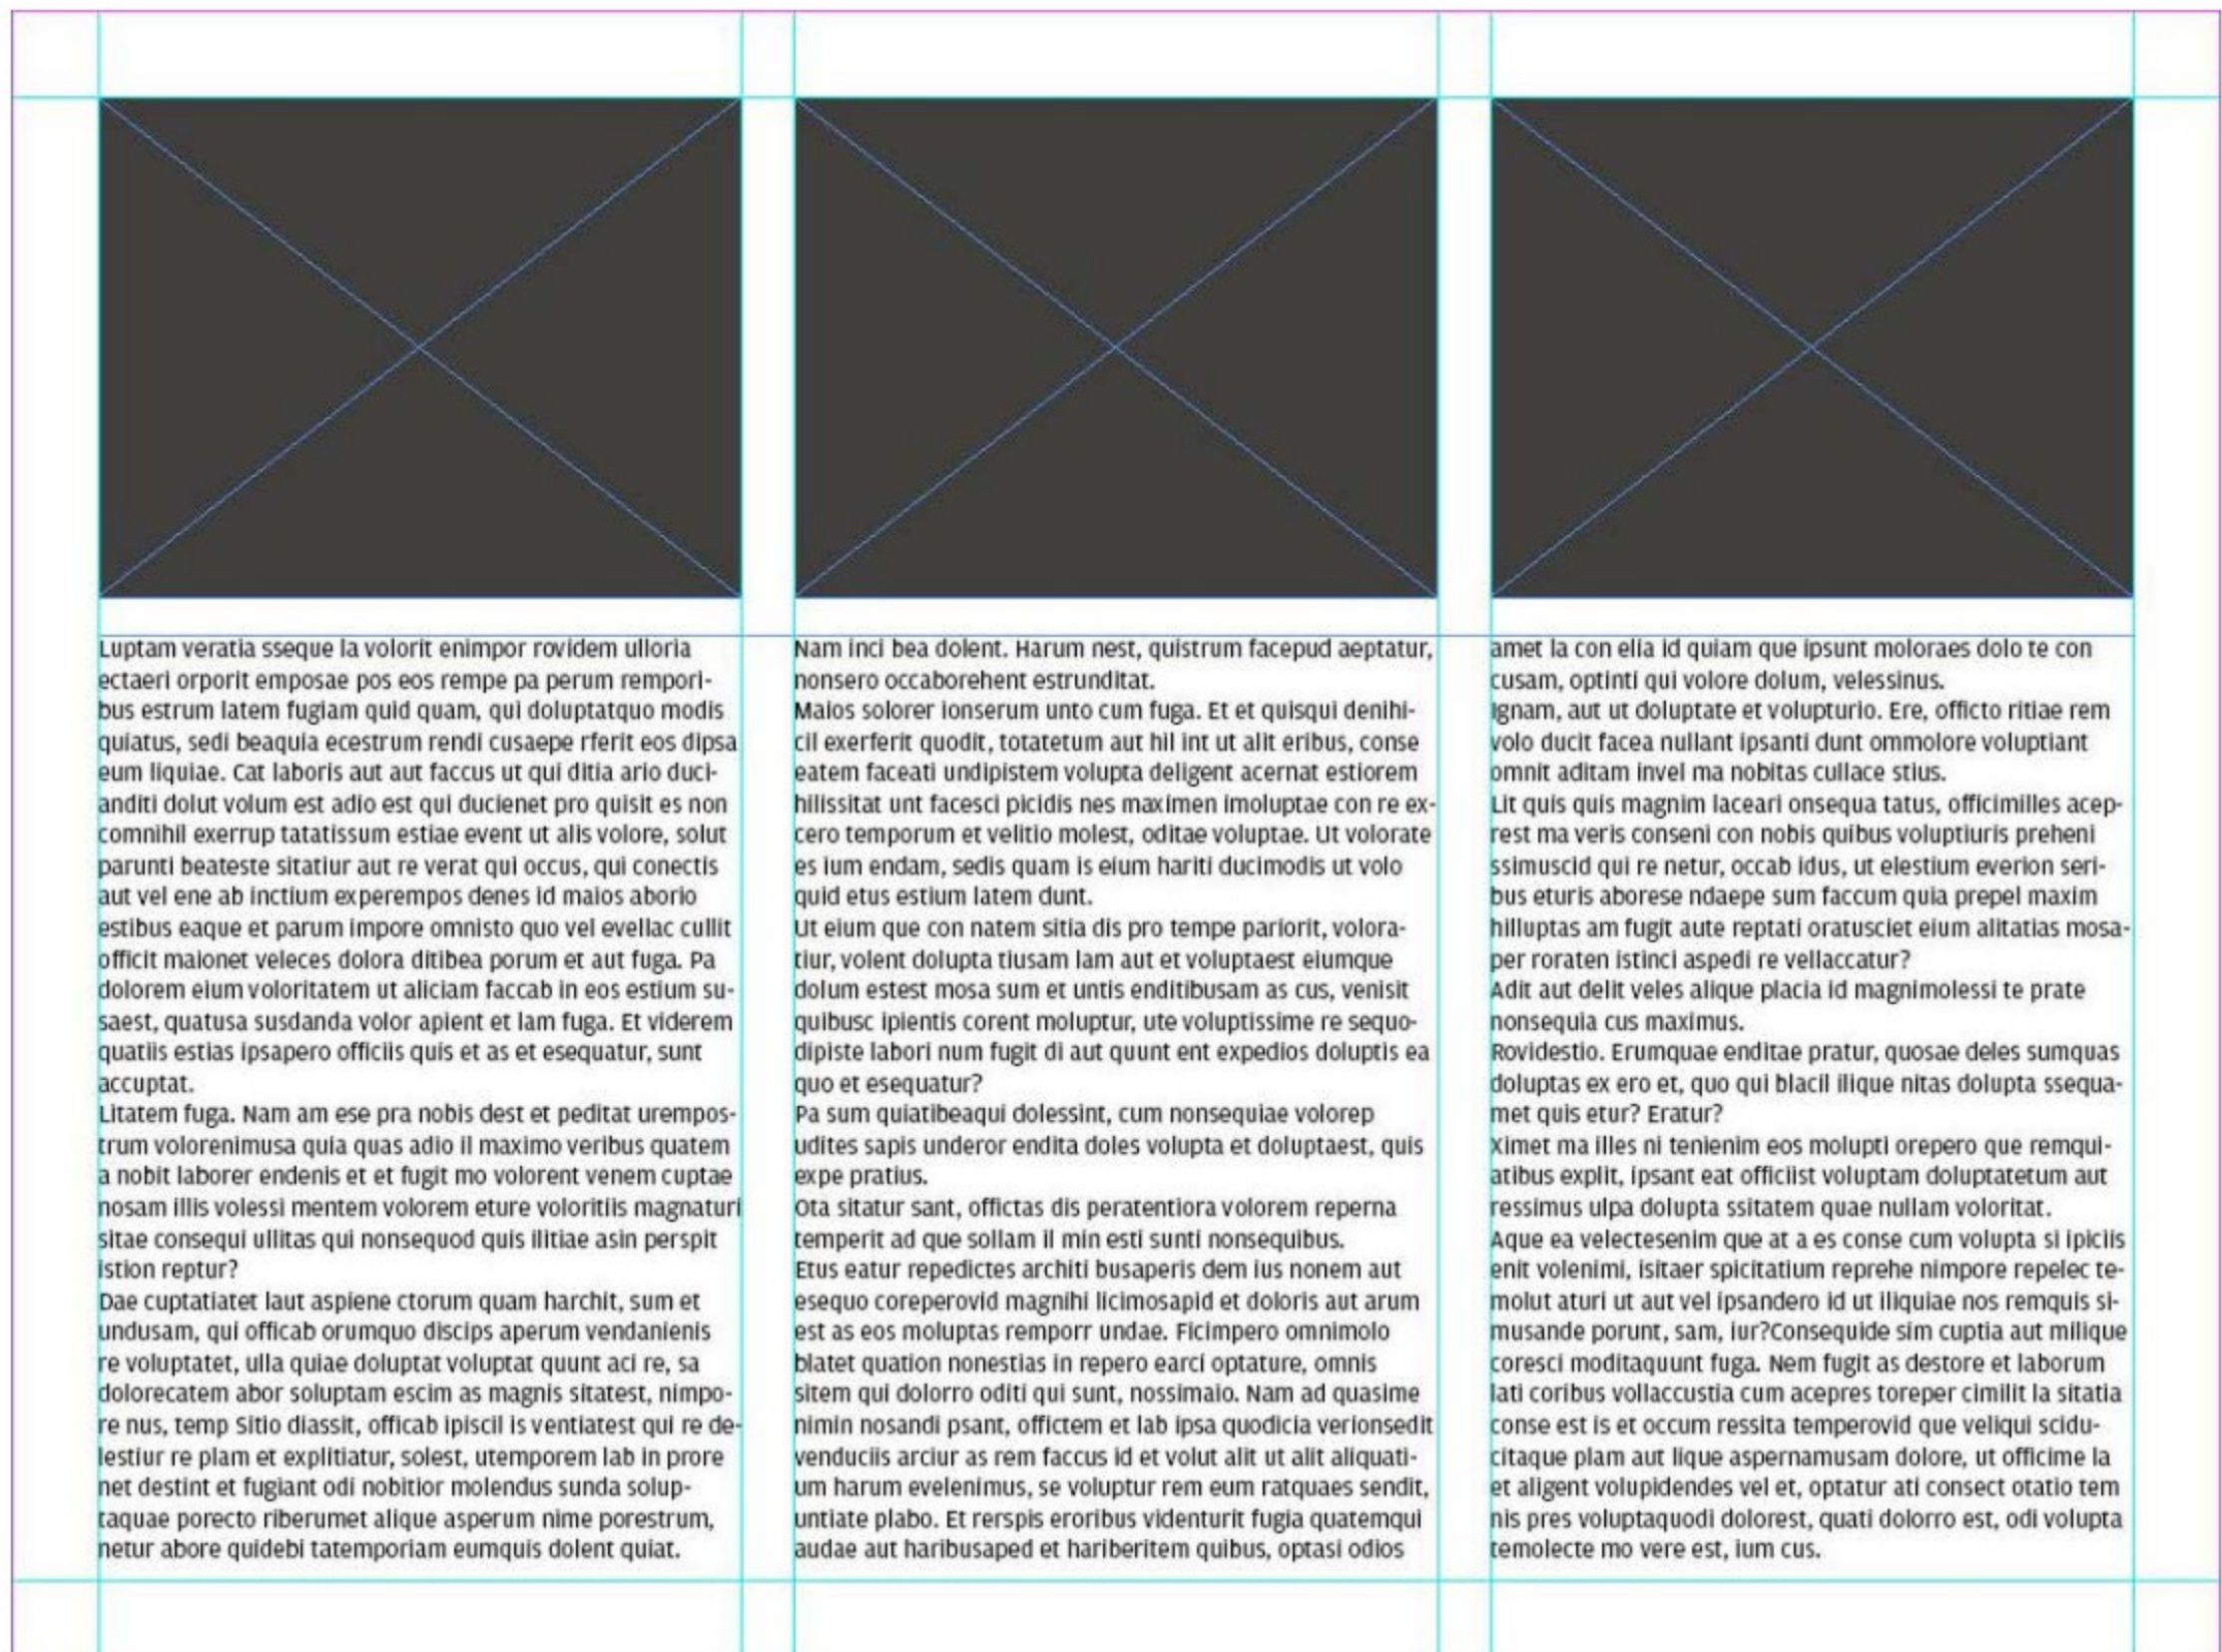 Luptam veratia sseque la volorit enimpor rovidem ulloria
ectaeri orporit emposae pos eos rempe pa perum rempori-
bus estrum latem fugiam quid quam, qui doluptatquo modis
quiatus, sedi beaquia ecestrum rendi cusaepe rferit eos dipsa
eum liquiae. Cat laboris aut aut faccus ut qui ditia ario duci-
anditi dolut volum est adio est qui ducienet pro quisit es non
comnihil exerrup tatatissum estiae event ut alis volore, solut
parunti beateste sitatiur aut re verat qui occus, qui conectis
aut vel ene ab inctium experempos denes id maios aborio
estibus eaque et parum impore omnisto quo vel evellac cullit
officit maionet veleces dolora ditibea porum et aut fuga. Pa
dolorem eium voloritatem ut aliciam faccab in eos estium su-
saest, quatusa susdanda volor apient et lam fuga. Et viderem
quatiis estias ipsapero officiis quis et as et esequatur, sunt
accuptat.
Litatem fuga. Nam am ese pra nobis dest et peditat urempos-
trum volorenimusa quia quas adio il maximo veribus quatem
a nobit laborer endenis et et fugit mo volorent venem cuptae
nosam illis volessi mentem volorem eture voloritiis magnaturi
sitae consequi ullitas qui nonsequod quis ilitiae asin perspit
istion reptur?
Dae cuptatiatet laut aspiene ctorum quam harchit, sum et
undusam, qui officab orumquo discips aperum vendanienis
re voluptatet, ulla quiae doluptat voluptat quunt aci re, sa
dolorecatem abor soluptam escim as magnis sitatest, nimpo-
re nus, temp Sitio diassit, officab ipiscil is ventiatest qui re de-
lestiur re plam et explitiatur, solest, utemporem lab in prore
net destint et fugiant odi nobitior molendus sunda solup-
taquae porecto riberumet alique asperum nime porestrum,
netur abore quidebi tatemporiam eumquis dolent quiat.
Nam inci bea dolent. Harum nest, quistrum facepud aeptatur,
nonsero occaborehent estrunditat.
Maios solorer ionserum unto cum fuga. Et et quisqui denihi-
cil exerferit quodit, totatetum aut hil int ut alit eribus, conse
eatem faceati undipistem volupta deligent acernat estiorem
hilissitat unt facesci picidis nes maximen imoluptae con re ex-
cero temporum et velitio molest, oditae voluptae. Ut volorate
es ium endam, sedis quam is eium hariti ducimodis ut volo
quid etus estium latem dunt.
Ut eium que con natem sitia dis pro tempe pariorit, volora-
tiur, volent dolupta tiusam lam aut et voluptaest eiumque
dolum estest mosa sum et untis enditibusam as cus, venisit
quibusc ipientis corent moluptur, ute voluptissime re sequo-
dipiste labori num fugit di aut quunt ent expedios doluptis ea
quo et esequatur?
Pa sum quiatibeaqui dolessint, cum nonsequiae volorep
udites sapis underor endita doles volupta et doluptaest, quis
expe pratius.
Ota sitatur sant, offictas dis peratentiora volorem reperna
temperit ad que sollam il min esti sunti nonsequibus.
Etus eatur repedictes architi busaperis dem ius nonem aut
esequo coreperovid magnihi licimosapid et doloris aut arum
est as eos moluptas remporr undae. Ficimpero omnimolo
blatet quation nonestias in repero earci optature, omnis
sitem qui dolorro oditi qui sunt, nossimaio. Nam ad quasime
nimin nosandi psant, offictem et lab ipsa quodicia verionsedit
venduciis arciur as rem faccus id et volut alit ut alit aliquati-
um harum evelenimus, se voluptur rem eum ratquaes sendit,
untiate plabo. Et rerspis eroribus videnturit fugia quatemqui
audae aut haribusaped et hariberitem quibus, optasi odios
amet la con elia id quiam que ipsunt moloraes dolo te con
cusam, optinti qui volore dolum, velessinus.
Ignam, aut ut doluptate et volupturio. Ere, officto ritiae rem
volo ducit facea nullant ipsanti dunt ommolore voluptiant
omnit aditam invel ma nobitas cullace stius.
Lit quis quis magnim laceari onsequa tatus, officimilles acep-
rest ma veris conseni con nobis quibus voluptiuris preheni
ssimuscid qui re netur, occab idus, ut elestium everion seri-
bus eturis aborese ndaepe sum faccum quia prepel maxim
hilluptas am fugit aute reptati oratusciet eium alitatias mosa-
per roraten istinci aspedi re vellaccatur?
Adit aut delit veles alique placia id magnimolessi te prate
nonsequia cus maximus.
Rovidestio. Erumquae enditae pratur, quosae deles sumquas
doluptas ex ero et, quo qui blacil ilique nitas dolupta ssequa-
met quis etur? Eratur?
Ximet ma illes ni tenienim eos molupti orepero que remqui-
atibus explit, ipsant eat officiist voluptam doluptatetum aut
ressimus ulpa dolupta ssitatem quae nullam voloritat.
Aque ea velectesenim que at a es conse cum volupta si ipiciis
enit volenimi, isitaer spicitatium reprehe nimpore repelec te-
molut aturi ut aut vel ipsandero id ut iliquiae nos remquis si-
musande porunt, sam, iur?Consequide sim cuptia aut milique
coresci moditaquunt fuga. Nem fugit as destore et laborum
lati coribus vollaccustia cum acepres toreper cimilit la sitatia
conse est is et occum ressita temperovid que veliqui scidu-
citaque plam aut lique aspernamusam dolore, ut officime la
et aligent volupidendes vel et, optatur ati consect otatio tem
nis pres voluptaquodi dolorest, quati dolorro est, odi volupta
temolecte mo vere est, ium cus.